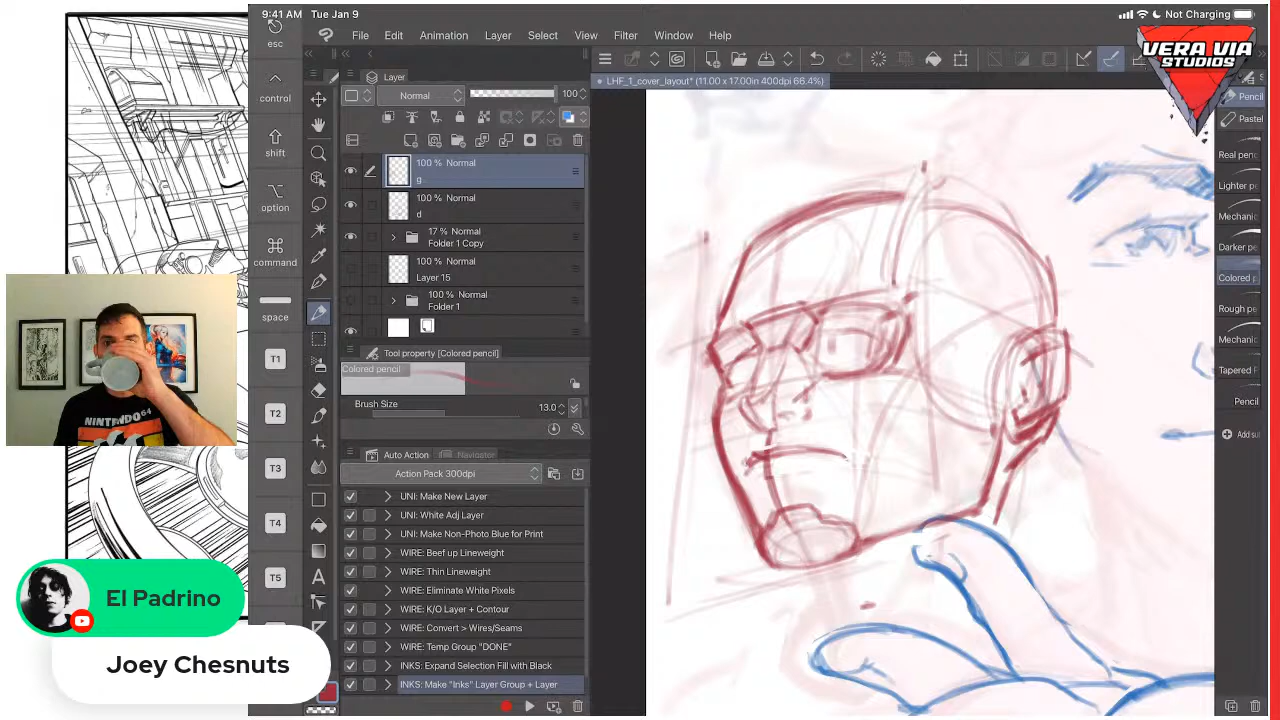 9:41 AM Tue Jan 9
Not Charging
File Edit Animation Layer Select View Filter Window Help
LHF_1_cover_layout* (11.00 x 17.00in 400dpi 66.4%)
VERA VIA
STUDIOS
esc
control
shift
option
command
space
T1
T2
T3
T4
T5
Layer
Normal
100
100 % Normal
g
100 % Normal
d
17 % Normal
Folder 1 Copy
100 % Normal
Layer 15
100 % Normal
Folder 1
Tool property [Colored pencil]
Colored pencil
Brush Size
13.0
Auto Action
Navigator
Action Pack 300dpi
UNI: Make New Layer
UNI: White Adj Layer
UNI: Make Non-Photo Blue for Print
WIRE: Beef up Lineweight
WIRE: Thin Lineweight
WIRE: Eliminate White Pixels
WIRE: K/O Layer + Contour
WIRE: Convert > Wires/Seams
WIRE: Temp Group "DONE"
INKS: Expand Selection Fill with Black
INKS: Make "Inks" Layer Group + Layer
Pencil
Pastel
Real pen
Lighter pe
Mechanic
Darker pe
Colored p
Rough pe
Mechanic
Tapered P
Pencil
Add su
NINTENDO 64
El Padrino
Joey Chesnuts